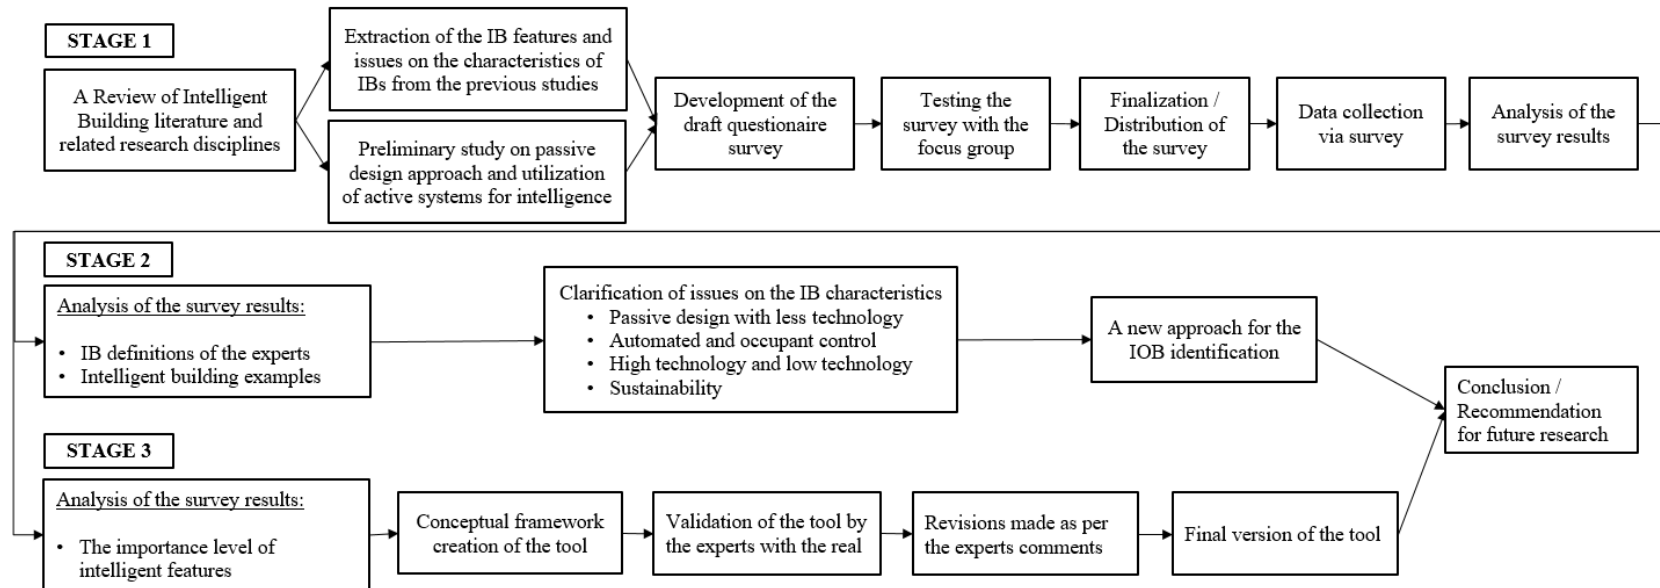 STAGE 1
A Review of Intelligent
Building literature and
related research disciplines
Extraction of the IB features and
issues on the characteristics of
IBs from the previous studies
Preliminary study on passive
design approach and utilization
of active systems for intelligence
Development of the
draft questionaire
survey
Testing the
survey with the
focus group
Finalization /
Distribution of
the survey
Data collection
via survey
Analysis of the
survey results
STAGE 2
Analysis of the survey results:
• IB definitions of the experts
• Intelligent building examples
Clarification of issues on the IB characteristics
• Passive design with less technology
• Automated and occupant control
• High technology and low technology
• Sustainability
A new approach for the
IOB identification
Conclusion /
Recommendation
for future research
STAGE 3
Analysis of the survey results:
• The importance level of
intelligent features
Conceptual framework
creation of the tool
Validation of the tool by
the experts with the real
Revisions made as per
the experts comments
Final version of the tool